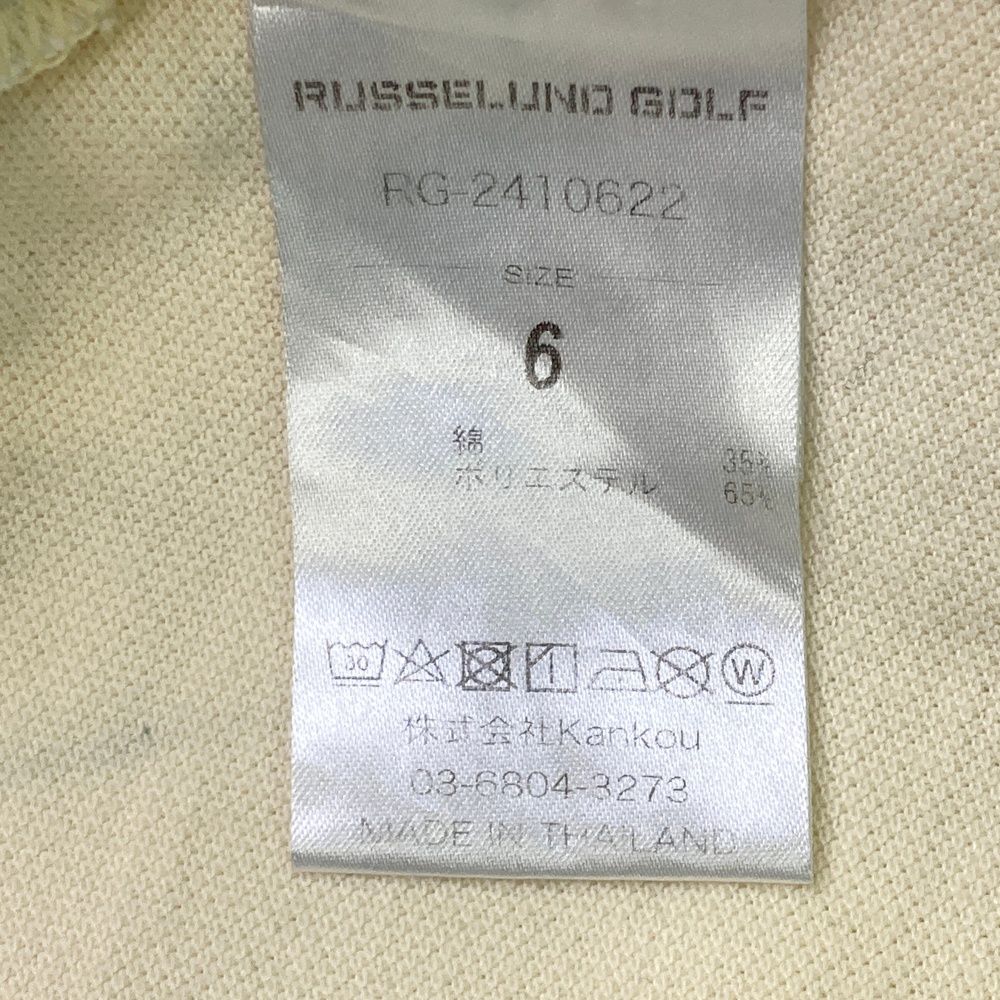 RUSSELUNO GOLF
RG-2410622
SIZE
6
綿 35%
ポリエステル 65%
30
W
株式会社Kankou
03-6804-3273
MADE IN THAILAND